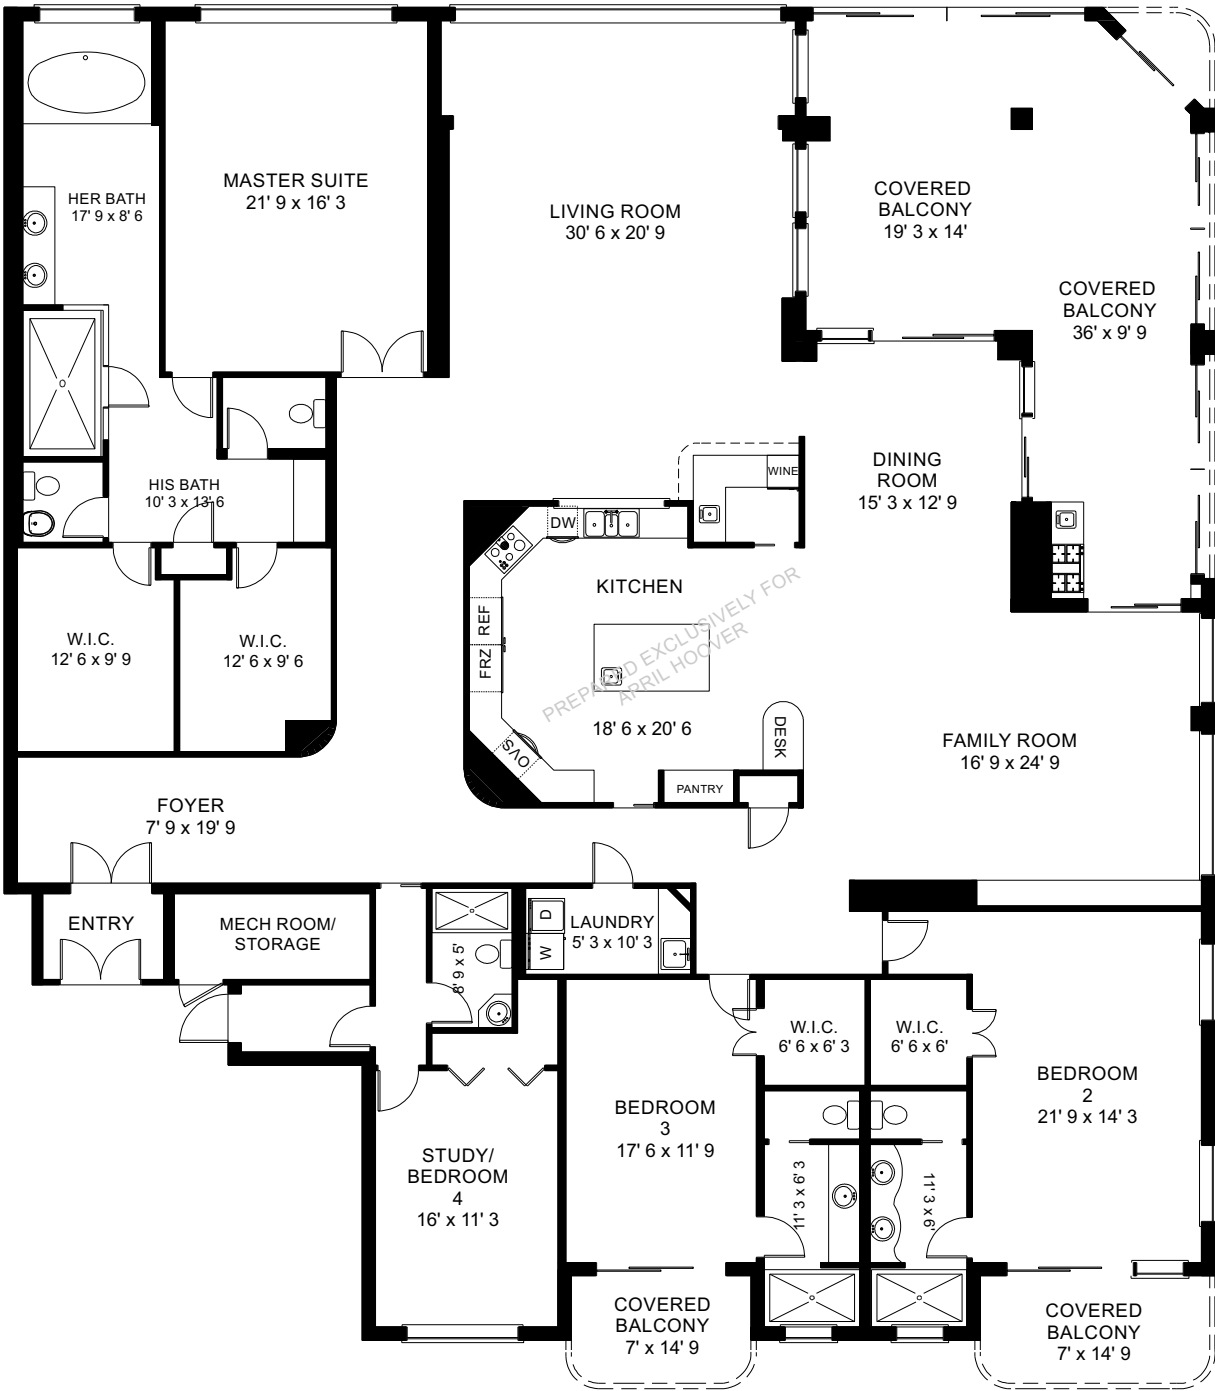 MASTER SUITE
21' 9 x 16' 3
HER BATH
17' 9 x 8' 6
LIVING ROOM
30' 6 x 20' 9
COVERED
BALCONY
19' 3 x 14'
COVERED
BALCONY
36' x 9' 9
HIS BATH
10' 3 x 13' 6
WINE
DINING
ROOM
15' 3 x 12' 9
DW
KITCHEN
REF
FRZ
OVS
PREPARED EXCLUSIVELY FOR
APRIL HOOVER
18' 6 x 20' 6
DESK
PANTRY
W.I.C.
12' 6 x 9' 9
W.I.C.
12' 6 x 9' 6
FAMILY ROOM
16' 9 x 24' 9
FOYER
7' 9 x 19' 9
ENTRY
MECH ROOM/
STORAGE
8' 9 x 5'
D
W
LAUNDRY
5' 3 x 10' 3
W.I.C.
6' 6 x 6' 3
W.I.C.
6' 6 x 6'
BEDROOM
2
21' 9 x 14' 3
BEDROOM
3
17' 6 x 11' 9
STUDY/
BEDROOM
4
16' x 11' 3
11' 3 x 6' 3
11' 3 x 6'
COVERED
BALCONY
7' x 14' 9
COVERED
BALCONY
7' x 14' 9